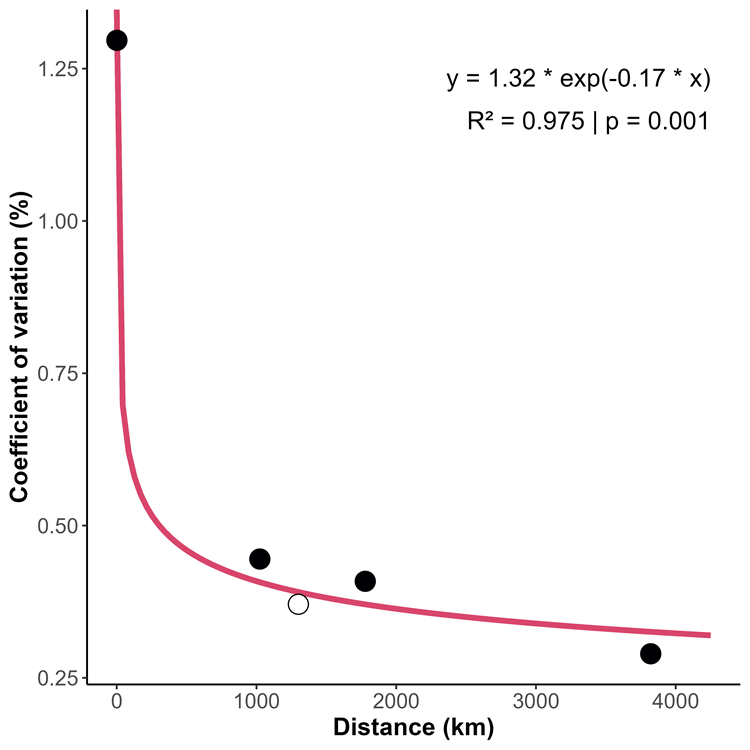 y = 1.32 * exp(-0.17 * x)
R² = 0.975 | p = 0.001
Coefficient of variation (%)
1.25
1.00
0.75
0.50
0.25
0 1000 2000 3000 4000
Distance (km)